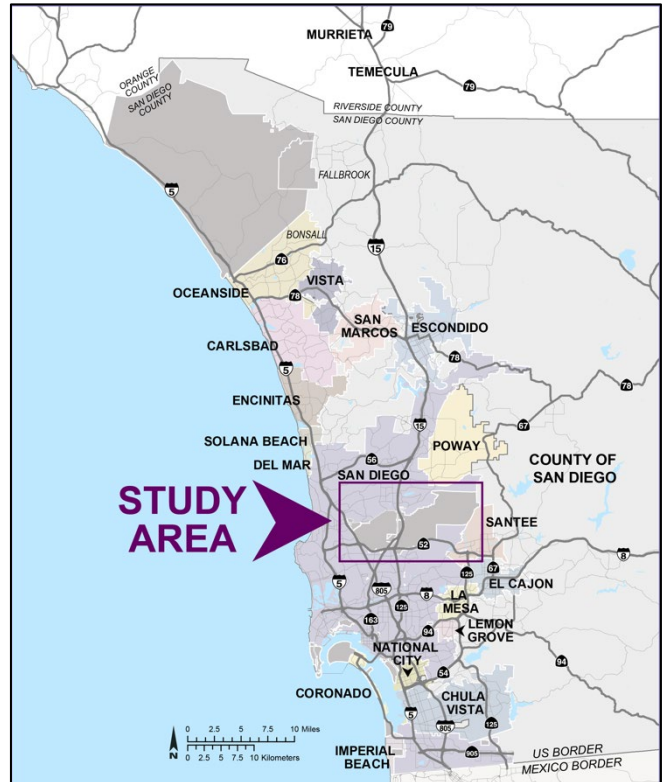 79
MURRIETA
TEMECULA
79
ORANGE COUNTY
SAN DIEGO COUNTY
RIVERSIDE COUNTY
SAN DIEGO COUNTY
FALLBROOK
5
BONSALL
15
76
VISTA
OCEANSIDE
78
SAN MARCOS
ESCONDIDO
CARLSBAD
78
5
78
ENCINITAS
67
15
SOLANA BEACH
POWAY
DEL MAR
56
SAN DIEGO
COUNTY OF SAN DIEGO
STUDY AREA
SANTEE
52
8
67
125
EL CAJON
5
805
8
LA MESA
125
163
94
LEMON GROVE
NATIONAL CITY
94
54
CORONADO
CHULA VISTA
5
805
125
IMPERIAL BEACH
905
US BORDER
MEXICO BORDER
N
0 2.5 5 10 Miles
0 2.5 5 10 Kilometers